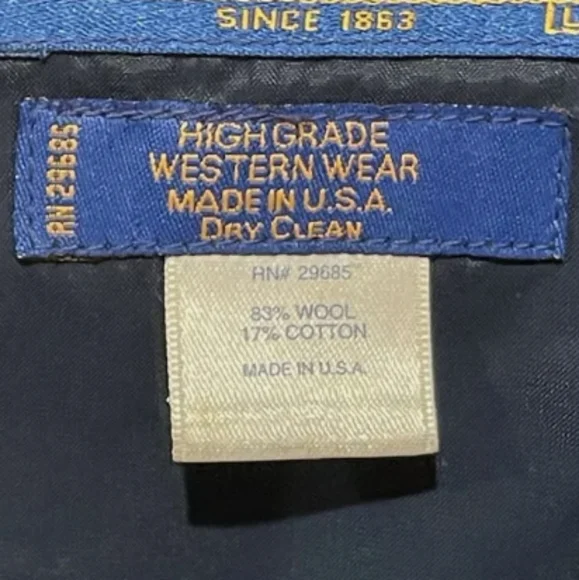 SINCE 1863
RN 29685
HIGH GRADE
WESTERN WEAR
MADE IN U.S.A.
DRY CLEAN
RN# 29685
83% WOOL
17% COTTON
MADE IN U.S.A.